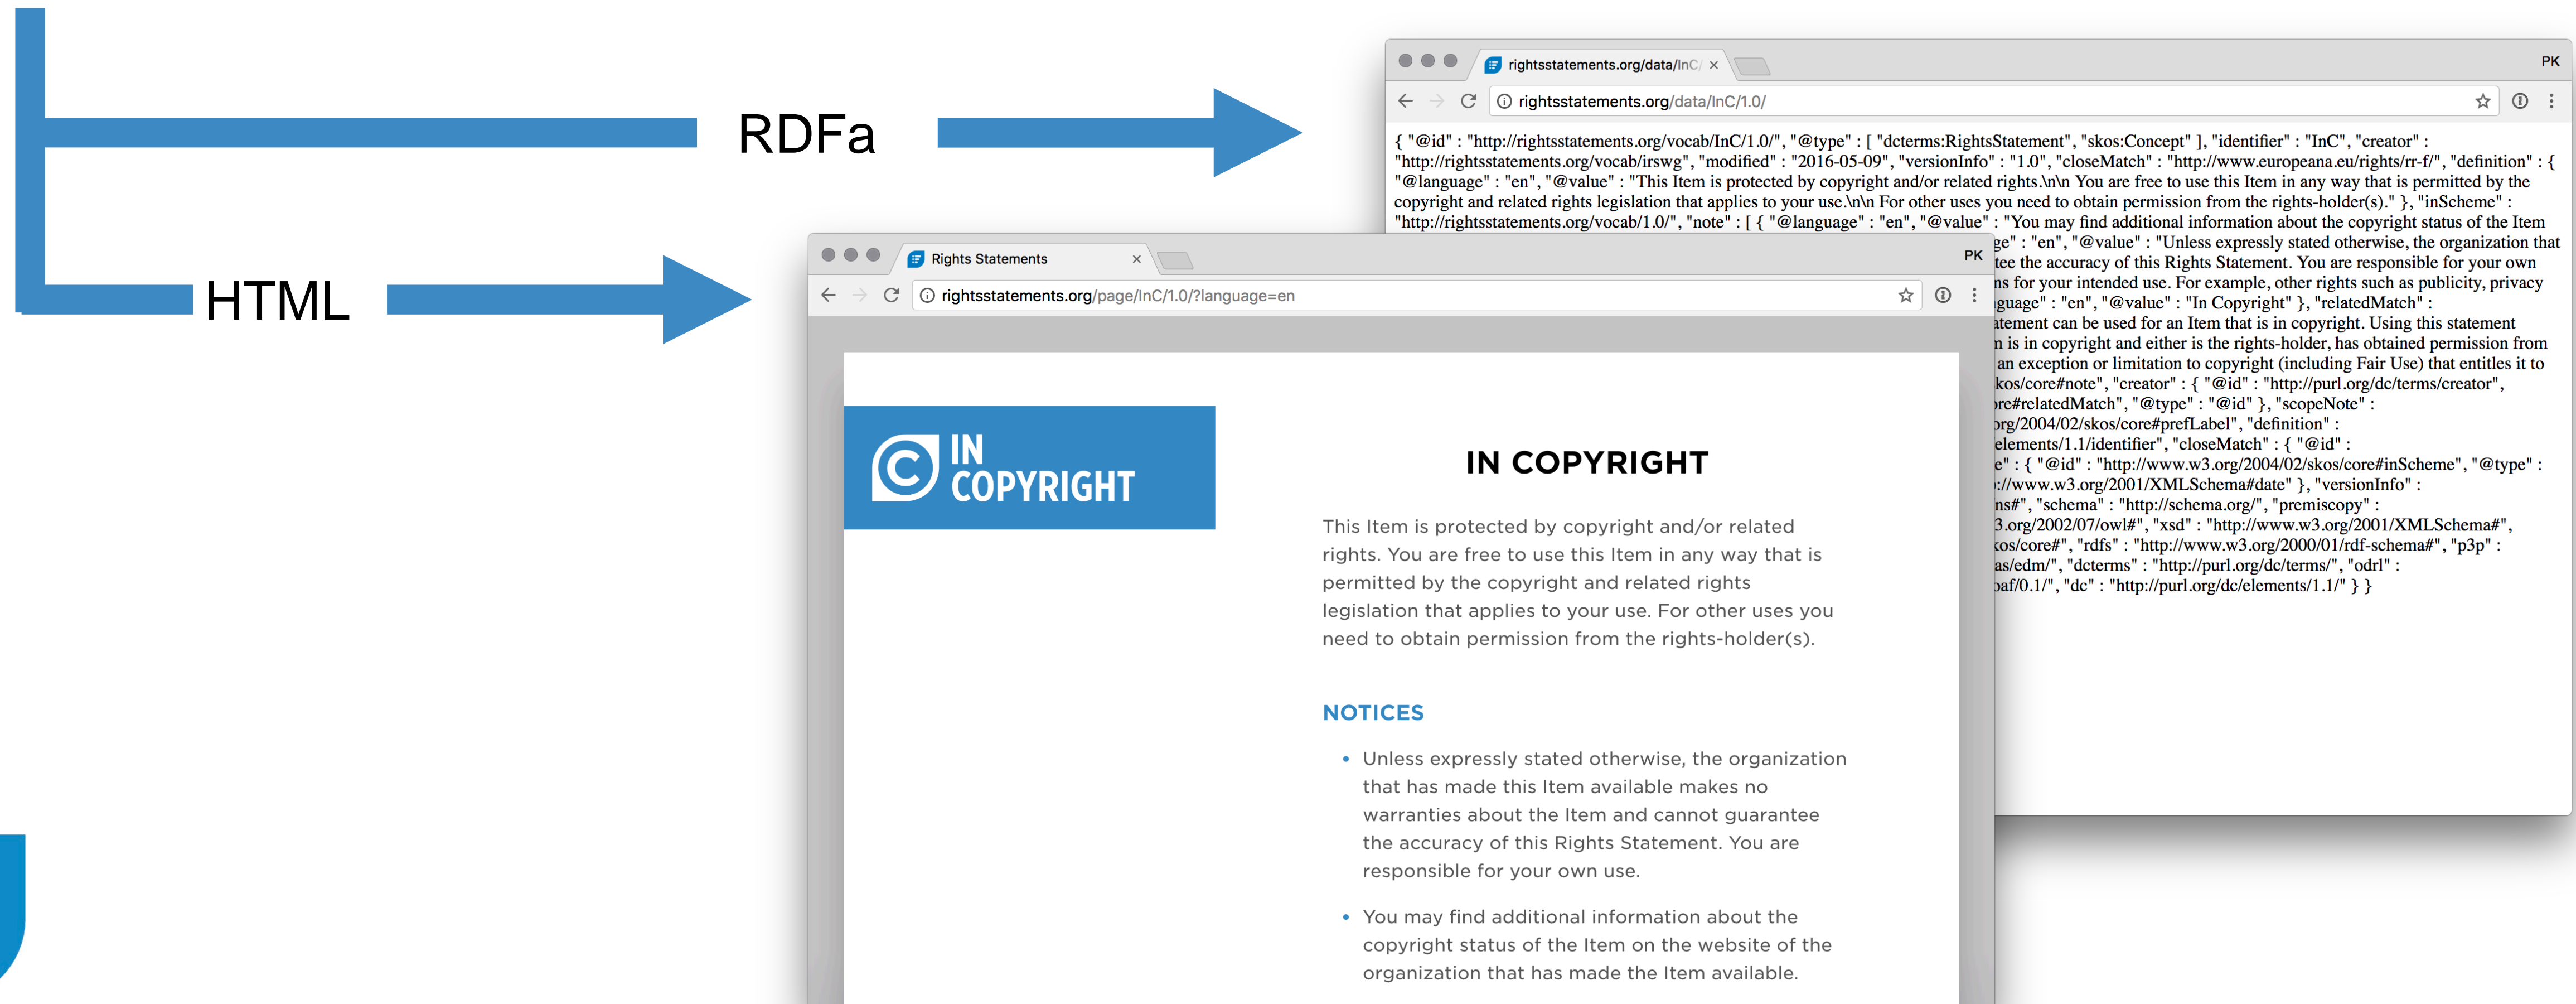 RDFa
HTML
rightsstatements.org/data/InC/
PK
rightsstatements.org/data/InC/1.0/
{ "@id" : "http://rightsstatements.org/vocab/InC/1.0/", "@type" : [ "dcterms:RightsStatement", "skos:Concept" ], "identifier" : "InC", "creator" :
"http://rightsstatements.org/vocab/irswg", "modified" : "2016-05-09", "versionInfo" : "1.0", "closeMatch" : "http://www.europeana.eu/rights/rr-f/", "definition" : {
"@language" : "en", "@value" : "This Item is protected by copyright and/or related rights.\n\n You are free to use this Item in any way that is permitted by the
copyright and related rights legislation that applies to your use.\n\n For other uses you need to obtain permission from the rights-holder(s)." }, "inScheme" :
"http://rightsstatements.org/vocab/1.0/", "note" : [ { "@language" : "en", "@value" : "You may find additional information about the copyright status of the Item
ge" : "en", "@value" : "Unless expressly stated otherwise, the organization that
tee the accuracy of this Rights Statement. You are responsible for your own
ns for your intended use. For example, other rights such as publicity, privacy
guage" : "en", "@value" : "In Copyright" }, "relatedMatch" :
atement can be used for an Item that is in copyright. Using this statement
n is in copyright and either is the rights-holder, has obtained permission from
an exception or limitation to copyright (including Fair Use) that entitles it to
kos/core#note", "creator" : { "@id" : "http://purl.org/dc/terms/creator",
ore#relatedMatch", "@type" : "@id" }, "scopeNote" :
org/2004/02/skos/core#prefLabel", "definition" :
elements/1.1/identifier", "closeMatch" : { "@id" :
e" : { "@id" : "http://www.w3.org/2004/02/skos/core#inScheme", "@type" :
://www.w3.org/2001/XMLSchema#date" }, "versionInfo" :
ns#", "schema" : "http://schema.org/", "premiscopy" :
3.org/2002/07/owl#", "xsd" : "http://www.w3.org/2001/XMLSchema#",
kos/core#", "rdfs" : "http://www.w3.org/2000/01/rdf-schema#", "p3p" :
as/edm/", "dcterms" : "http://purl.org/dc/terms/", "odrl" :
oaf/0.1/", "dc" : "http://purl.org/dc/elements/1.1/" } }
Rights Statements
PK
rightsstatements.org/page/InC/1.0/?language=en
IN
COPYRIGHT
IN COPYRIGHT
This Item is protected by copyright and/or related
rights. You are free to use this Item in any way that is
permitted by the copyright and related rights
legislation that applies to your use. For other uses you
need to obtain permission from the rights-holder(s).
NOTICES
• Unless expressly stated otherwise, the organization
that has made this Item available makes no
warranties about the Item and cannot guarantee
the accuracy of this Rights Statement. You are
responsible for your own use.
• You may find additional information about the
copyright status of the Item on the website of the
organization that has made the Item available.